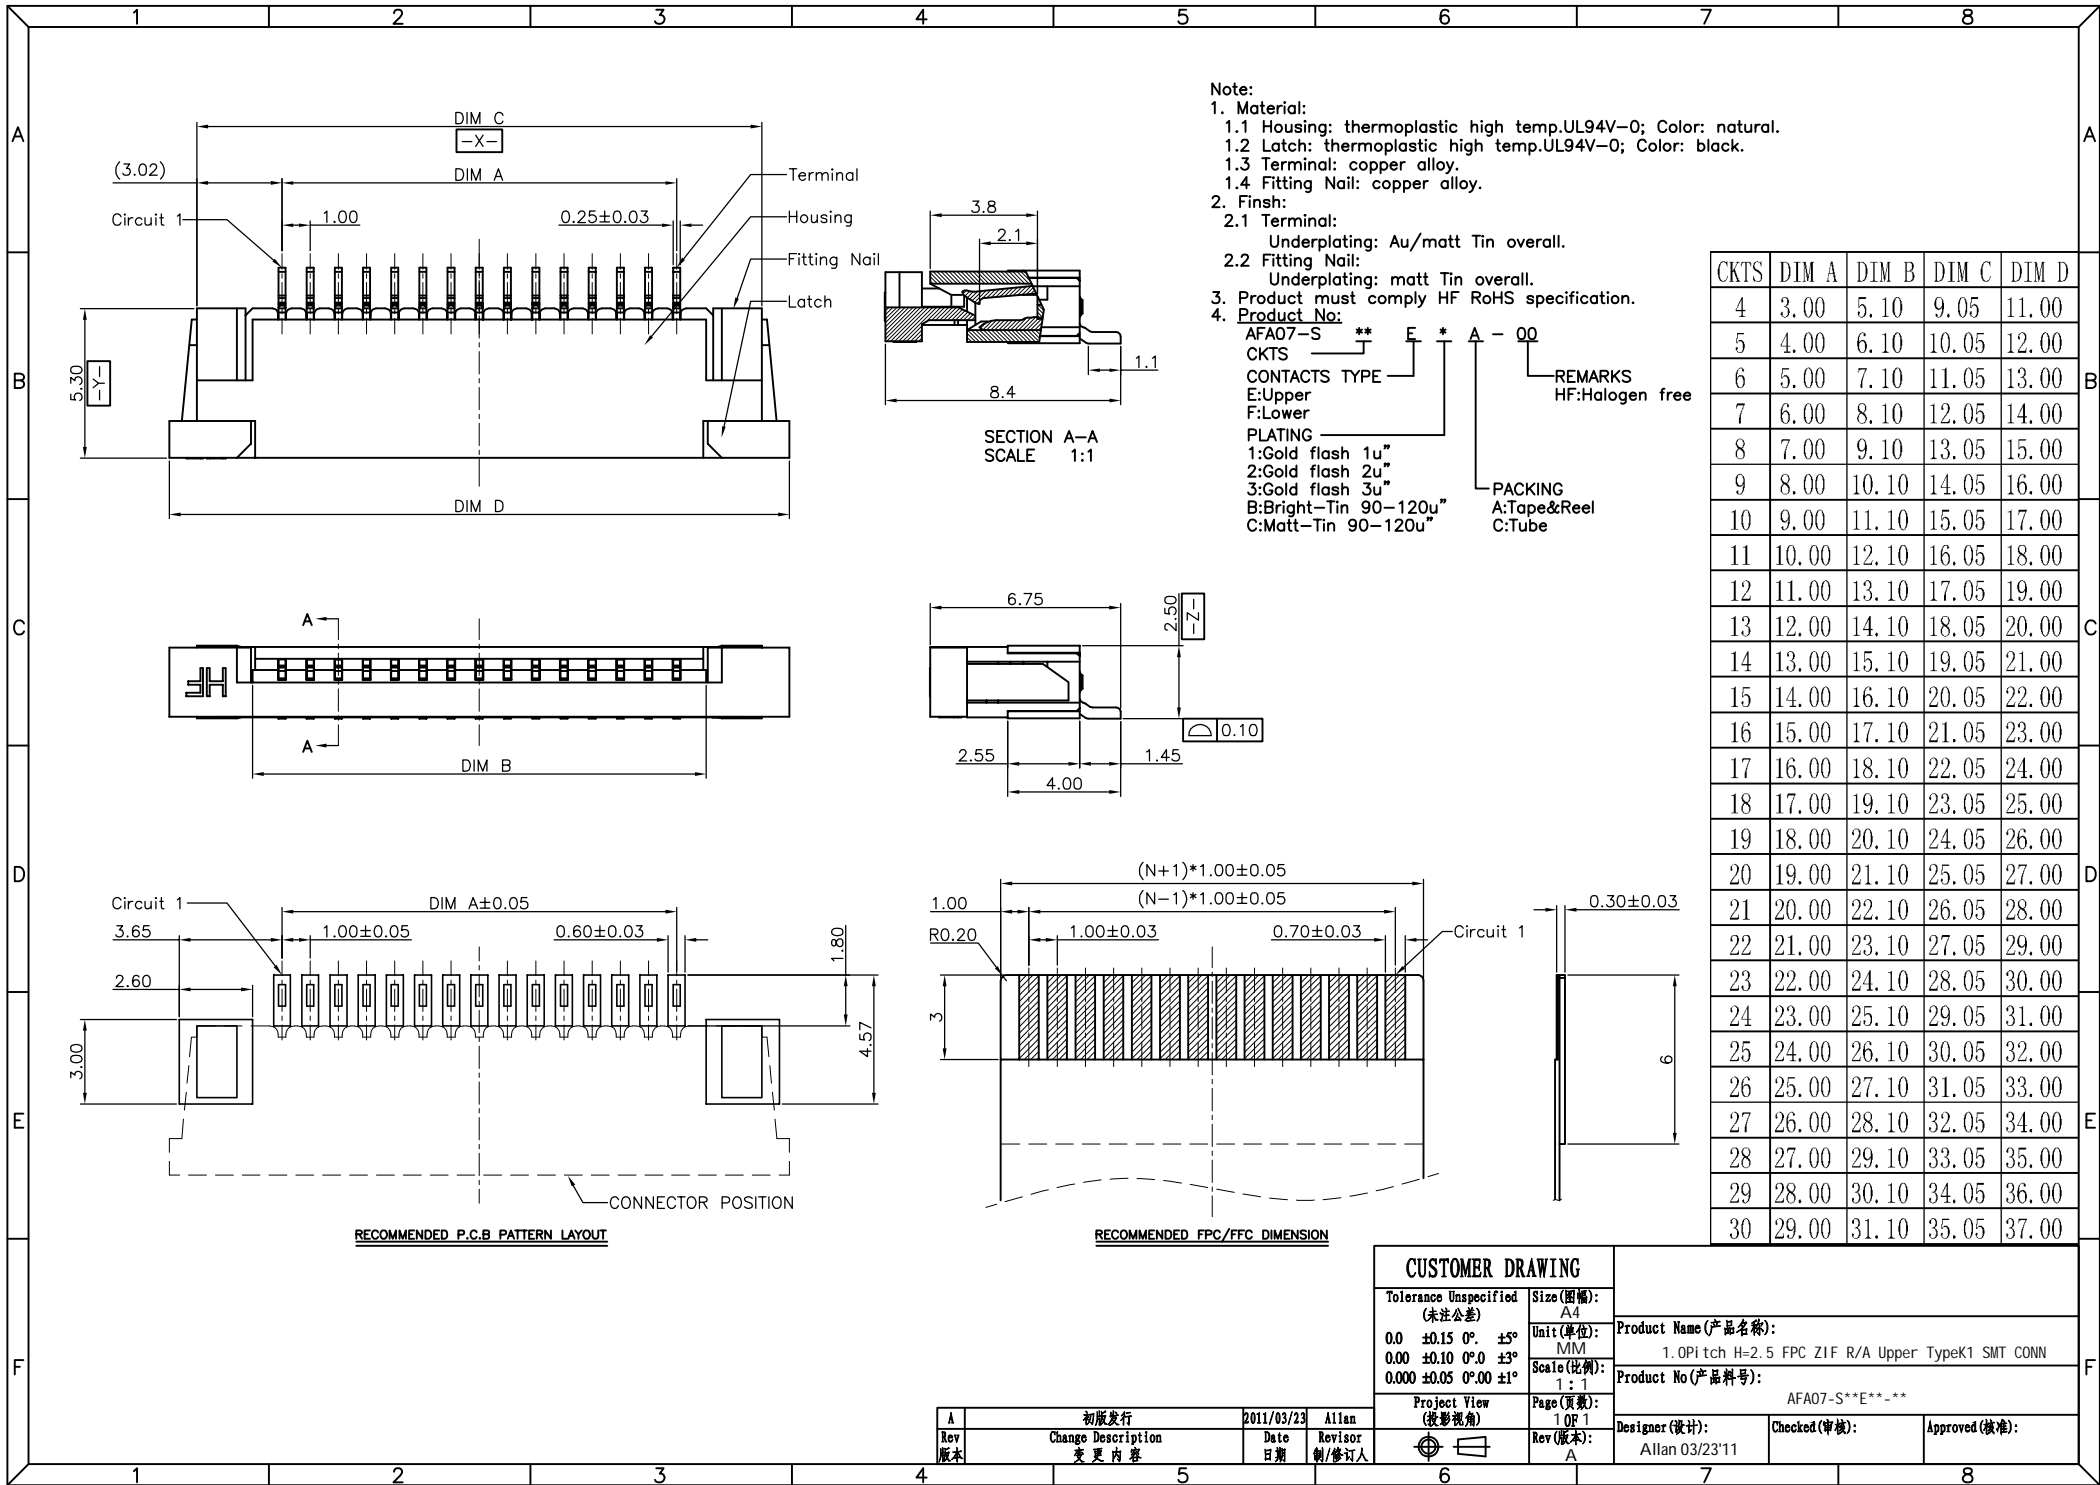 1 2 3 4 5 6 7 8
A B C D E F
A B C D E F
DIM C
-X-
(3.02)
DIM A
Terminal
Circuit 1
1.00
0.25±0.03
Housing
Fitting Nail
Latch
5.30
-Y-
DIM D
3.8
2.1
1.1
8.4
SECTION A-A
SCALE 1:1
Note:
1. Material:
1.1 Housing: thermoplastic high temp.UL94V-0; Color: natural.
1.2 Latch: thermoplastic high temp.UL94V-0; Color: black.
1.3 Terminal: copper alloy.
1.4 Fitting Nail: copper alloy.
2. Finsh:
2.1 Terminal:
Underplating: Au/matt Tin overall.
2.2 Fitting Nail:
Underplating: matt Tin overall.
3. Product must comply HF RoHS specification.
4. Product No:
AFA07-S ** E * A - 00
CKTS
CONTACTS TYPE
E:Upper
F:Lower
REMARKS
HF:Halogen free
PLATING
1:Gold flash 1u"
2:Gold flash 2u"
3:Gold flash 3u"
B:Bright-Tin 90-120u"
C:Matt-Tin 90-120u"
PACKING
A:Tape&Reel
C:Tube
CKTS DIM A DIM B DIM C DIM D
4 3.00 5.10 9.05 11.00
5 4.00 6.10 10.05 12.00
6 5.00 7.10 11.05 13.00
7 6.00 8.10 12.05 14.00
8 7.00 9.10 13.05 15.00
9 8.00 10.10 14.05 16.00
10 9.00 11.10 15.05 17.00
11 10.00 12.10 16.05 18.00
12 11.00 13.10 17.05 19.00
13 12.00 14.10 18.05 20.00
14 13.00 15.10 19.05 21.00
15 14.00 16.10 20.05 22.00
16 15.00 17.10 21.05 23.00
17 16.00 18.10 22.05 24.00
18 17.00 19.10 23.05 25.00
19 18.00 20.10 24.05 26.00
20 19.00 21.10 25.05 27.00
21 20.00 22.10 26.05 28.00
22 21.00 23.10 27.05 29.00
23 22.00 24.10 28.05 30.00
24 23.00 25.10 29.05 31.00
25 24.00 26.10 30.05 32.00
26 25.00 27.10 31.05 33.00
27 26.00 28.10 32.05 34.00
28 27.00 29.10 33.05 35.00
29 28.00 30.10 34.05 36.00
30 29.00 31.10 35.05 37.00
A
HF
A
DIM B
6.75
2.50
-Z-
0.10
2.55
1.45
4.00
Circuit 1
DIM A±0.05
3.65
1.00±0.05
0.60±0.03
1.80
2.60
3.00
4.57
CONNECTOR POSITION
RECOMMENDED P.C.B PATTERN LAYOUT
(N+1)*1.00±0.05
(N-1)*1.00±0.05
1.00
R0.20
1.00±0.03
0.70±0.03
Circuit 1
3
0.30±0.03
6
RECOMMENDED FPC/FFC DIMENSION
CUSTOMER DRAWING
Tolerance Unspecified
(未注公差)
0.0 ±0.15 0°. ±5°
0.00 ±0.10 0°.0 ±3°
0.000 ±0.05 0°.00 ±1°
Project View
(投影视角)
Size(图幅):
A4
Unit(单位):
MM
Scale(比例):
1:1
Page(页数):
1 OF 1
Rev(版本):
A
Product Name(产品名称):
1.0Pitch H=2.5 FPC ZIF R/A Upper TypeK1 SMT CONN
Product No(产品料号):
AFA07-S**E**-**
Designer(设计):
Allan 03/23'11
Checked(审核):
Approved(核准):
A 初版发行 2011/03/23 Allan
Rev Change Description Date Revisor
版本 变更内容 日期 制/修订人
1 2 3 4 5 6 7 8